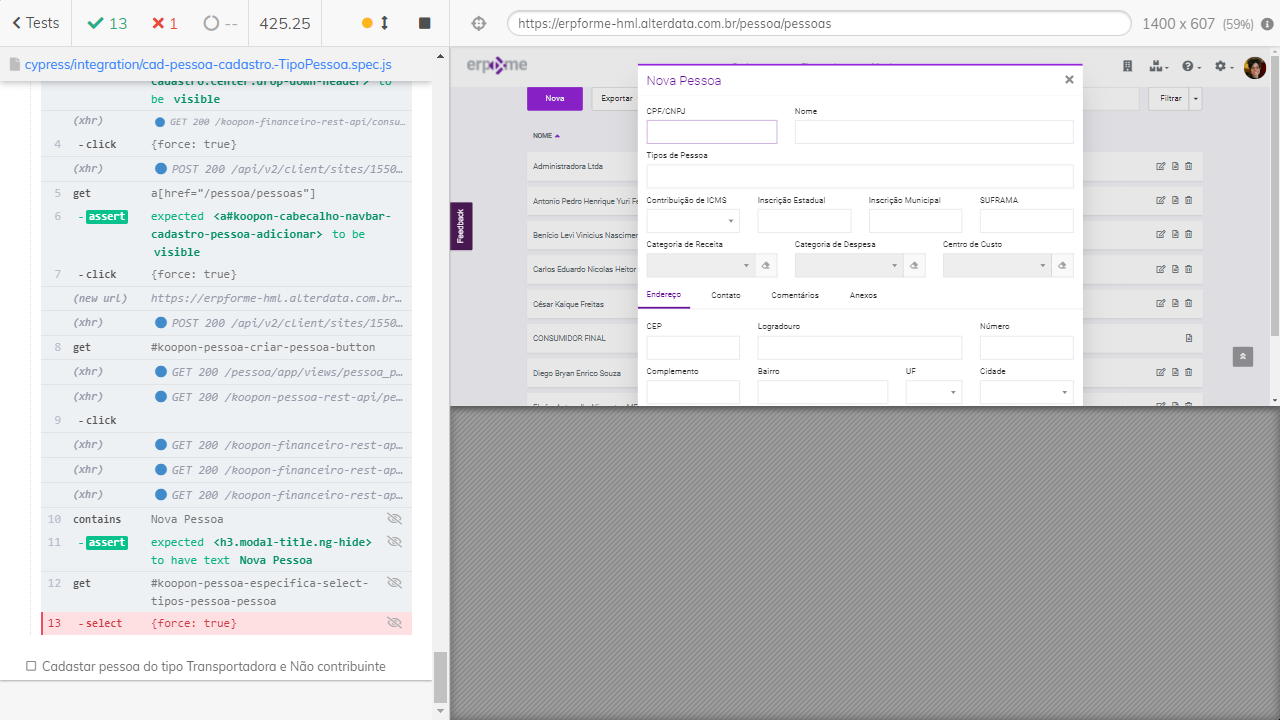 Tests
13
1
--
425.25
https://erpforme-hml.alterdata.com.br/pessoa/pessoas
1400 x 607 (59%)
cypress/integration/cad-pessoa-cadastro.-TipoPessoa.spec.js
cadastro.center.drop-down-header> to
be visible
(xhr) GET 200 /koopon-financeiro-rest-api/consu...
4 -click {force: true}
(xhr) POST 200 /api/v2/client/sites/1550...
5 get a[href="/pessoa/pessoas"]
6 -assert expected <a#koopon-cabecalho-navbar-
cadastro-pessoa-adicionar> to be
visible
7 -click {force: true}
(new url) https://erpforme-hml.alterdata.com.br...
(xhr) POST 200 /api/v2/client/sites/1550...
8 get #koopon-pessoa-criar-pessoa-button
(xhr) GET 200 /pessoa/app/views/pessoa_p...
(xhr) GET 200 /koopon-pessoa-rest-api/pe...
9 -click
(xhr) GET 200 /koopon-financeiro-rest-ap...
(xhr) GET 200 /koopon-financeiro-rest-ap...
(xhr) GET 200 /koopon-financeiro-rest-ap...
10 contains Nova Pessoa
11 -assert expected <h3.modal-title.ng-hide>
to have text Nova Pessoa
12 get #koopon-pessoa-especifica-select-
tipos-pessoa-pessoa
13 -select {force: true}
Cadastar pessoa do tipo Transportadora e Não contribuinte
erp me
Nova
Exportar
Filtrar
NOME
Administradora Ltda
Antonio Pedro Henrique Yuri Fe
Benício Levi Vinicius Nascimen
Carlos Eduardo Nicolas Heitor
César Kaique Freitas
CONSUMIDOR FINAL
Diego Bryan Enrico Souza
Feedback
Nova Pessoa
CPF/CNPJ
Nome
Tipos de Pessoa
Contribuição de ICMS
Inscrição Estadual
Inscrição Municipal
SUFRAMA
Categoria de Receita
Categoria de Despesa
Centro de Custo
Endereço
Contato
Comentários
Anexos
CEP
Logradouro
Número
Complemento
Bairro
UF
Cidade